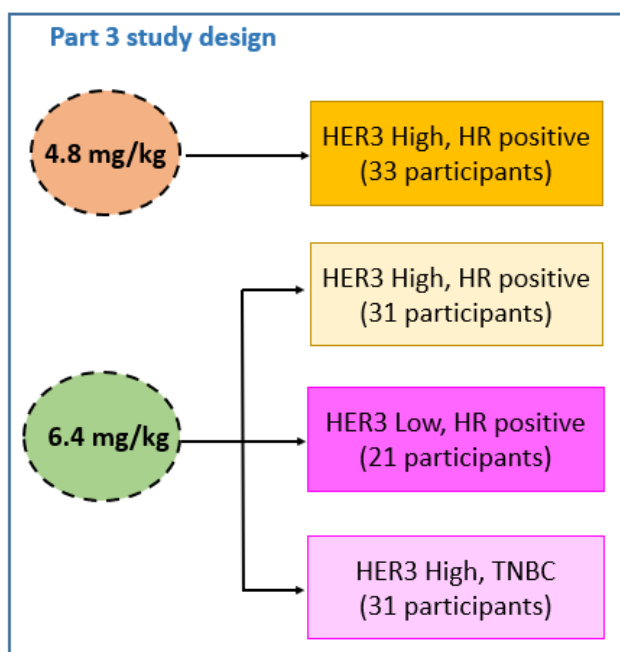 Part 3 study design
4.8 mg/kg
HER3 High, HR positive
(33 participants)
HER3 High, HR positive
(31 participants)
6.4 mg/kg
HER3 Low, HR positive
(21 participants)
HER3 High, TNBC
(31 participants)